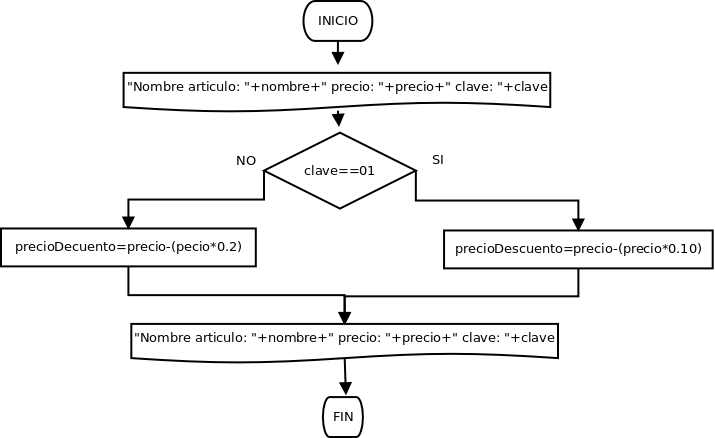 INICIO
"Nombre articulo: "+nombre+" precio: "+precio+" clave: "+clave
NO
SI
clave==01
precioDecuento=precio-(pecio*0.2)
precioDescuento=precio-(precio*0.10)
"Nombre articulo: "+nombre+" precio: "+precio+" clave: "+clave
FIN